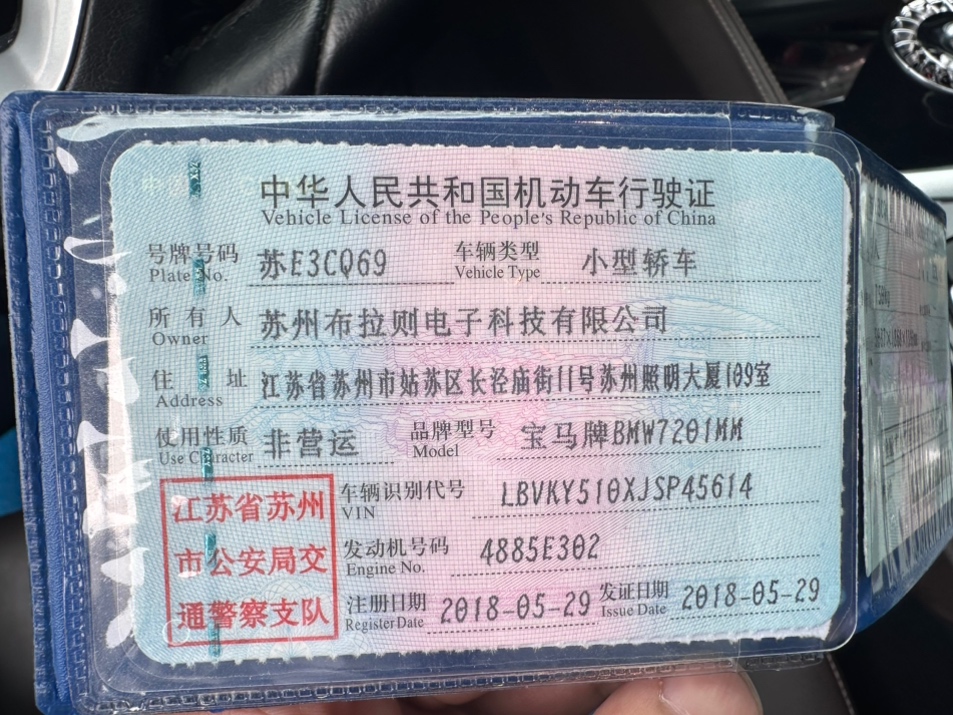 中华人民共和国机动车行驶证
Vehicle License of the People's Republic of China
号牌号码 苏E3CQ69 车辆类型 小型轿车
Plate No. Vehicle Type
所有人 苏州布拉则电子科技有限公司
Owner
住址 江苏省苏州市姑苏区长泾庙街11号苏州照明大厦109室
Address
使用性质 非营运 品牌型号 宝马牌BMW7201MM
Use Character Model
江苏省苏州 车辆识别代号 LBVKY510XJSP45614
VIN
市公安局交 发动机号码 4885E302
Engine No.
通警察支队 注册日期 2018-05-29 发证日期 2018-05-29
Register Date Issue Date